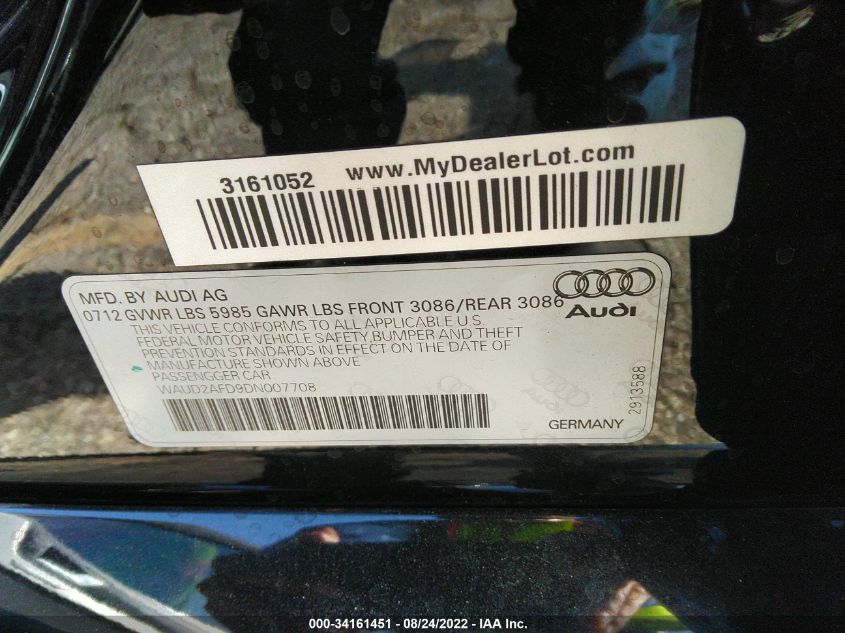 3161052 www.MyDealerLot.com
MFD. BY AUDI AG
0712 GVWR LBS 5985 GAWR LBS FRONT 3086/REAR 3086
THIS VEHICLE CONFORMS TO ALL APPLICABLE U.S.
FEDERAL MOTOR VEHICLE SAFETY, BUMPER AND THEFT
PREVENTION STANDARDS IN EFFECT ON THE DATE OF
MANUFACTURE SHOWN ABOVE
PASSENGER CAR
WAUD2AFD9DN007708
Audi
2913588
GERMANY
000-34161451 - 08/24/2022 - IAA Inc.